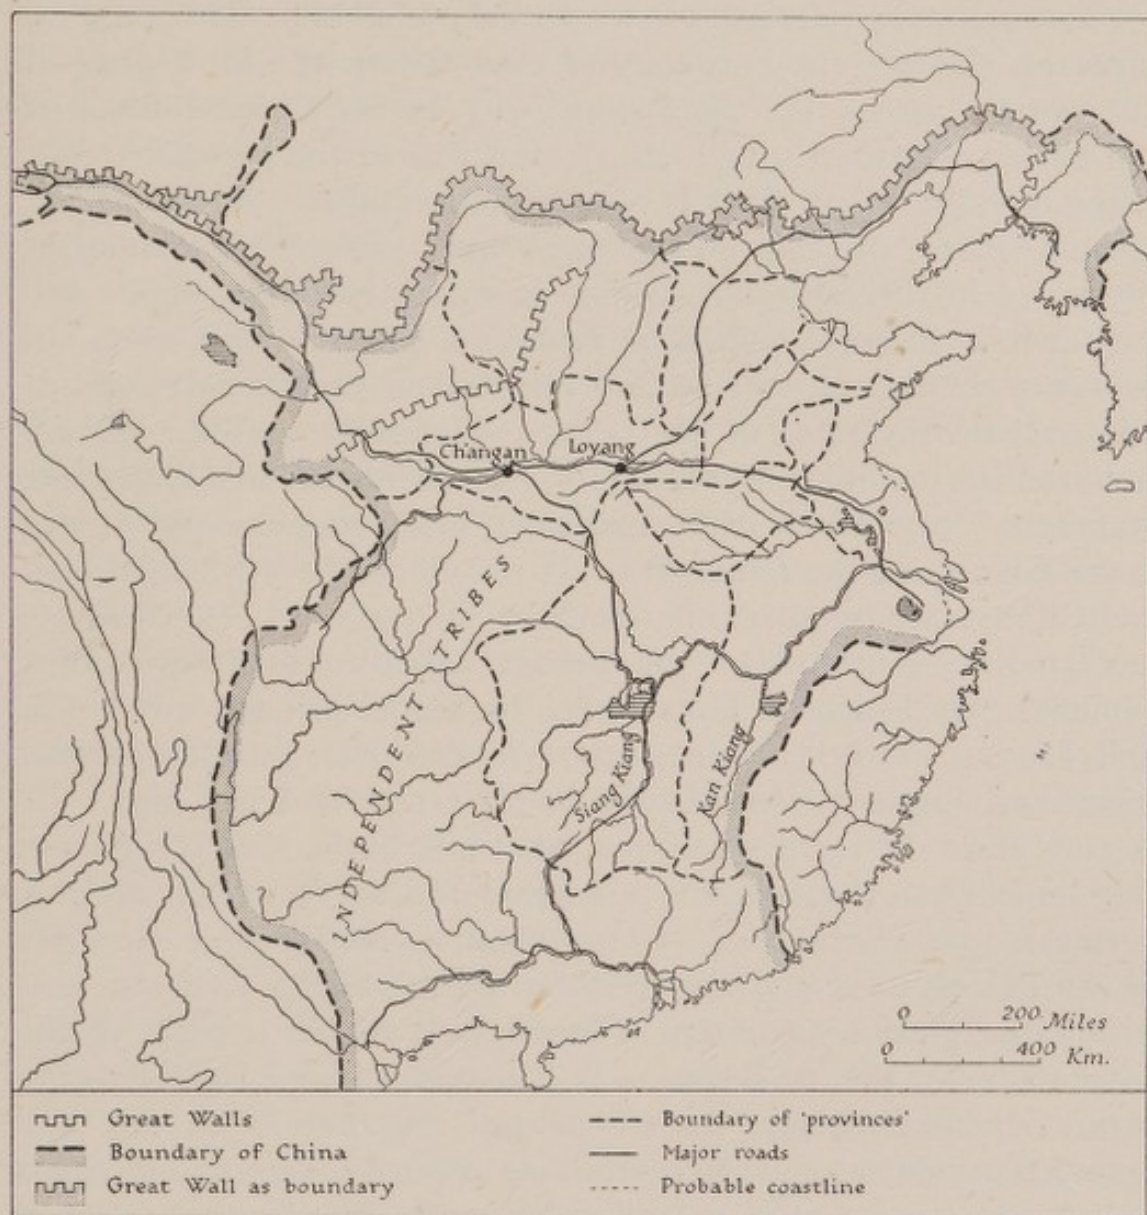 Ch'angan
Loyang
INDEPENDENT TRIBES
Siang Kiang
Kan Kiang
0 200 Miles
0 400 Km.
Great Walls
Boundary of China
Great Wall as boundary
Boundary of 'provinces'
Major roads
Probable coastline